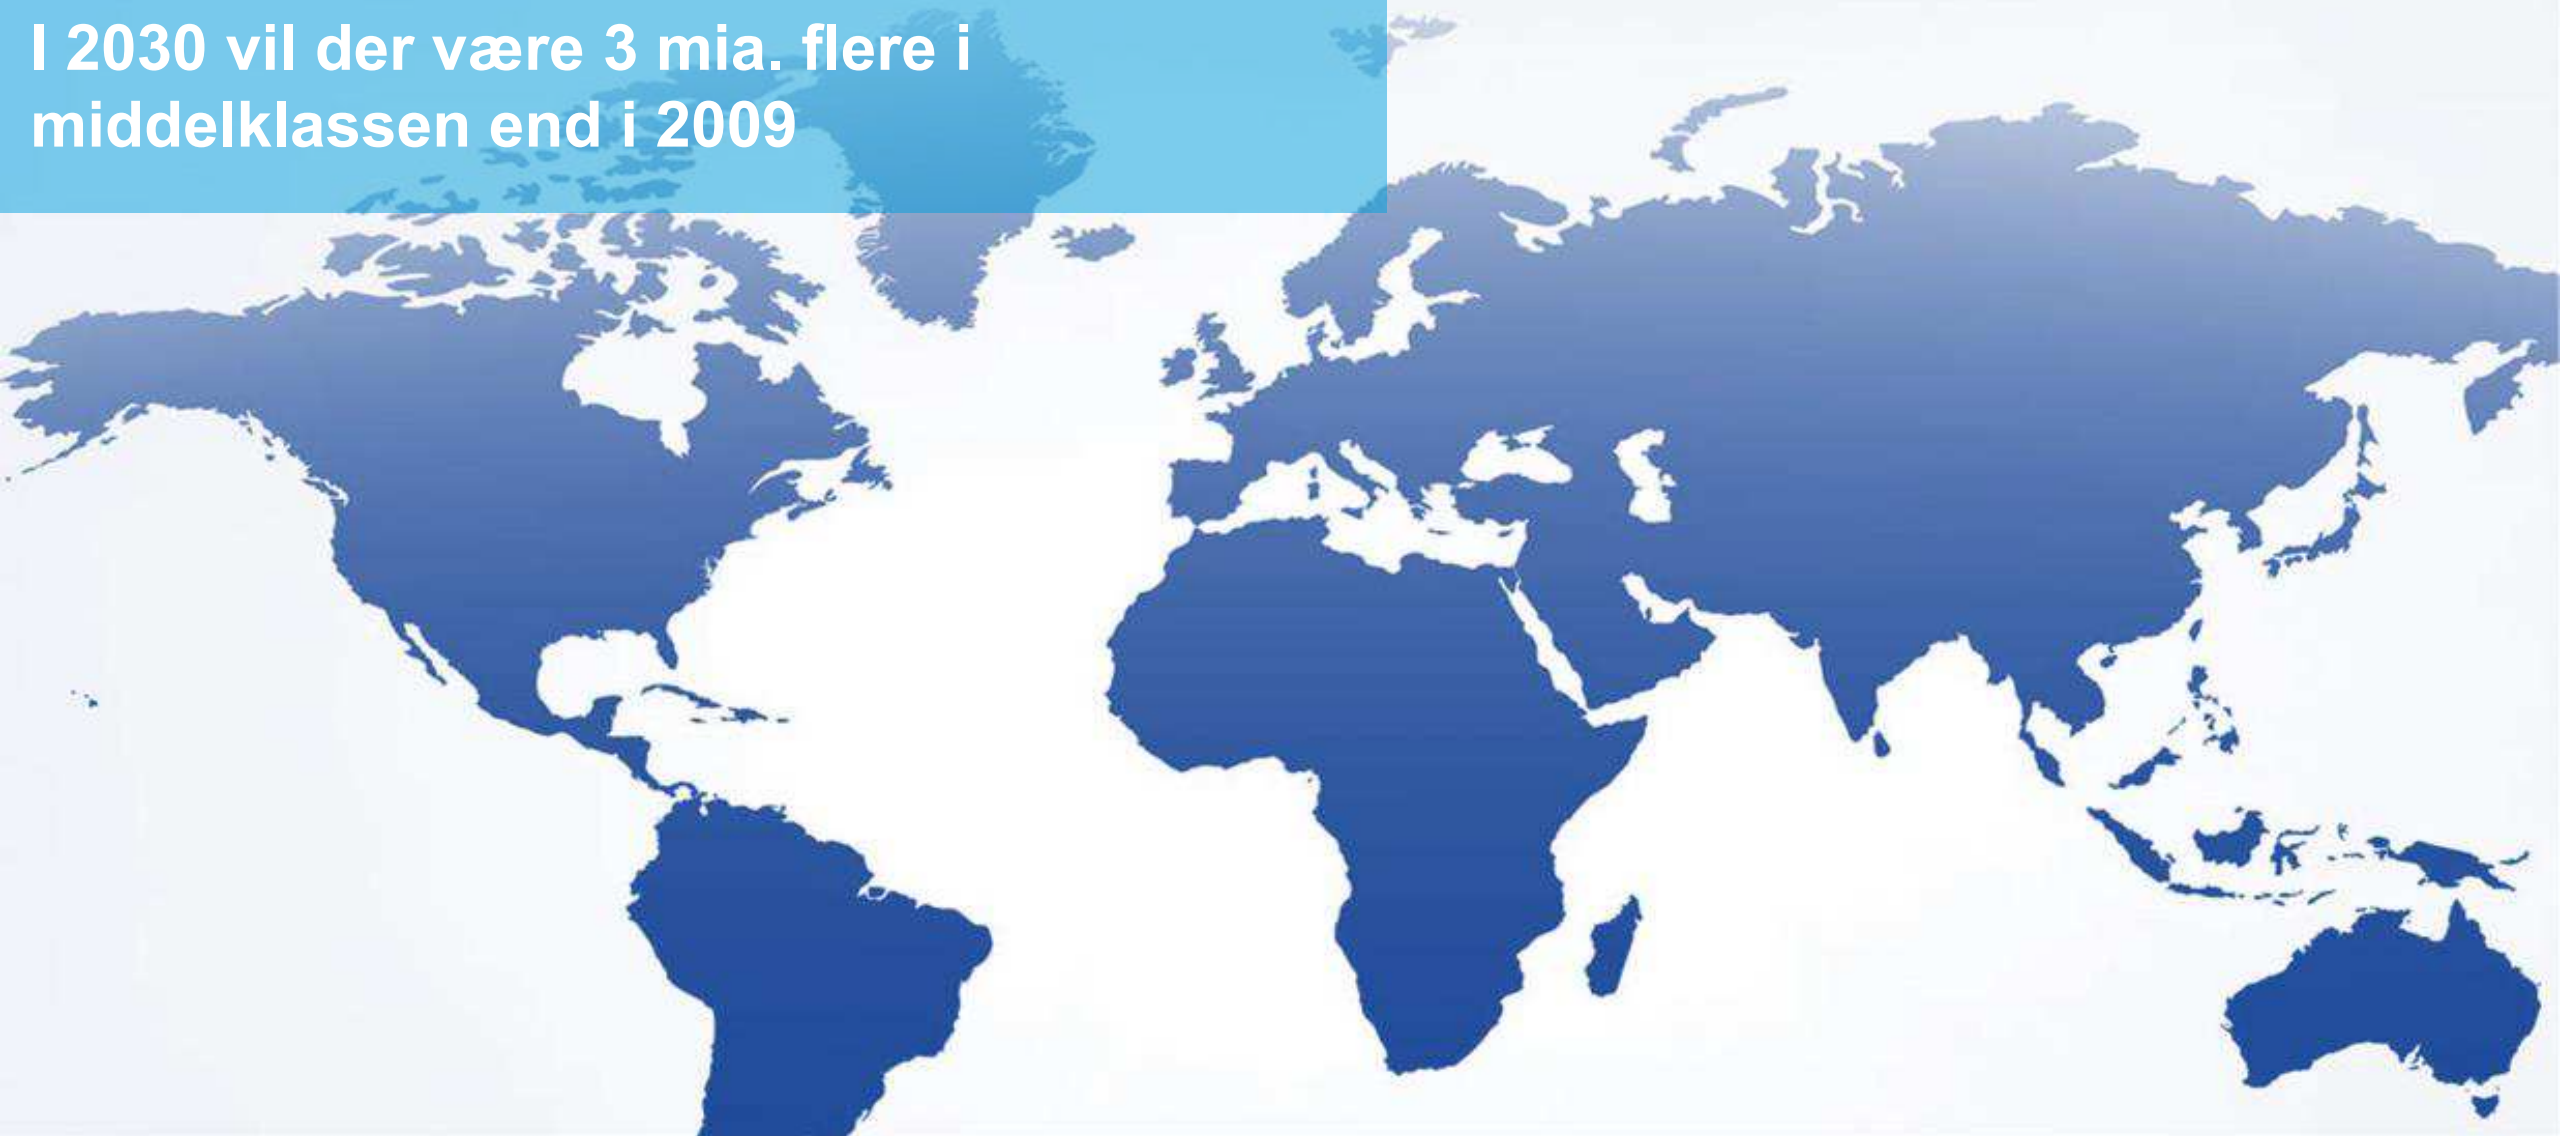 I 2030 vil der være 3 mia. flere i
middelklassen end i 2009